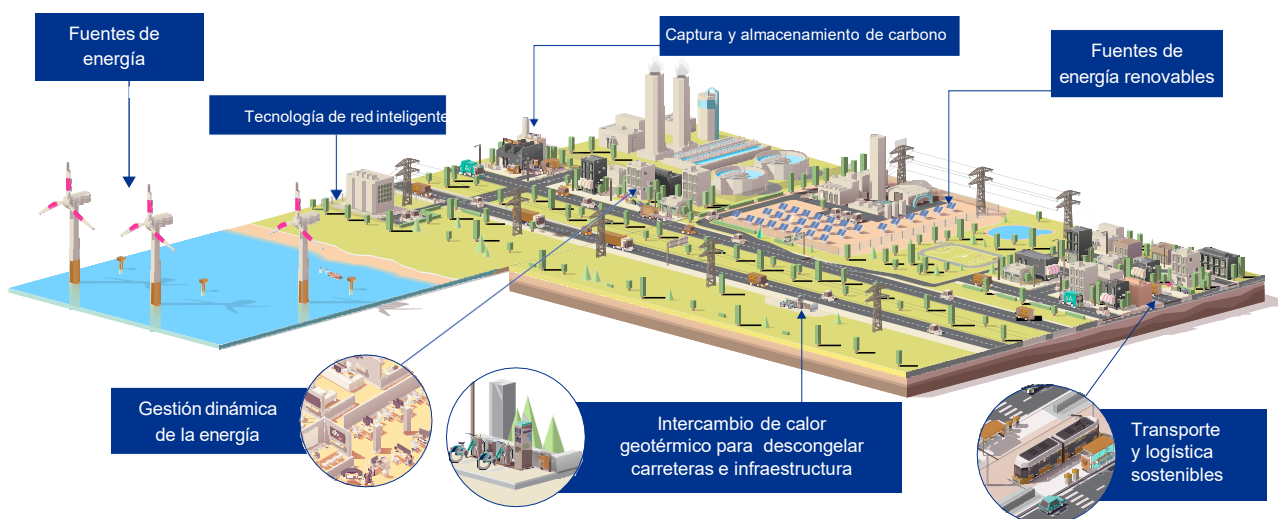 Fuentes de
energía
Captura y almacenamiento de carbono
Fuentes de
energía renovables
Tecnología de red inteligente
Gestión dinámica
de la energía
Intercambio de calor
geotérmico para descongelar
carreteras e infraestructura
Transporte
y logística
sostenibles